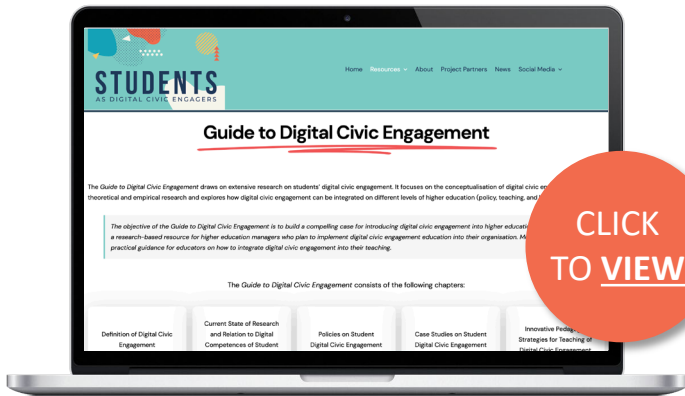 STUDENTS
AS DIGITAL CIVIC ENGAGERS
Home Resources About Project Partners News Social Media
Guide to Digital Civic Engagement
The Guide to Digital Civic Engagement draws on extensive research on students' digital civic engagement. It focuses on the conceptualisation of digital civic
theoretical and empirical research and explores how digital civic engagement can be integrated on different levels of higher education (policy, teaching, and
The objective of the Guide to Digital Civic Engagement is to build a compelling case for introducing digital civic engagement into higher
a research-based resource for higher education managers who plan to implement digital civic engagement education into their organisation.
practical guidance for educators on how to integrate digital civic engagement into their teaching.
The Guide to Digital Civic Engagement consists of the following chapters:
Definition of Digital Civic
Engagement
Current State of Research
and Relation to Digital
Competences of Student
Policies on Student
Digital Civic Engagement
Case Studies on Student
Digital Civic Engagement
Innovative
Strategies for Teaching of
Digital Civic Engagement
CLICK
TO VIEW